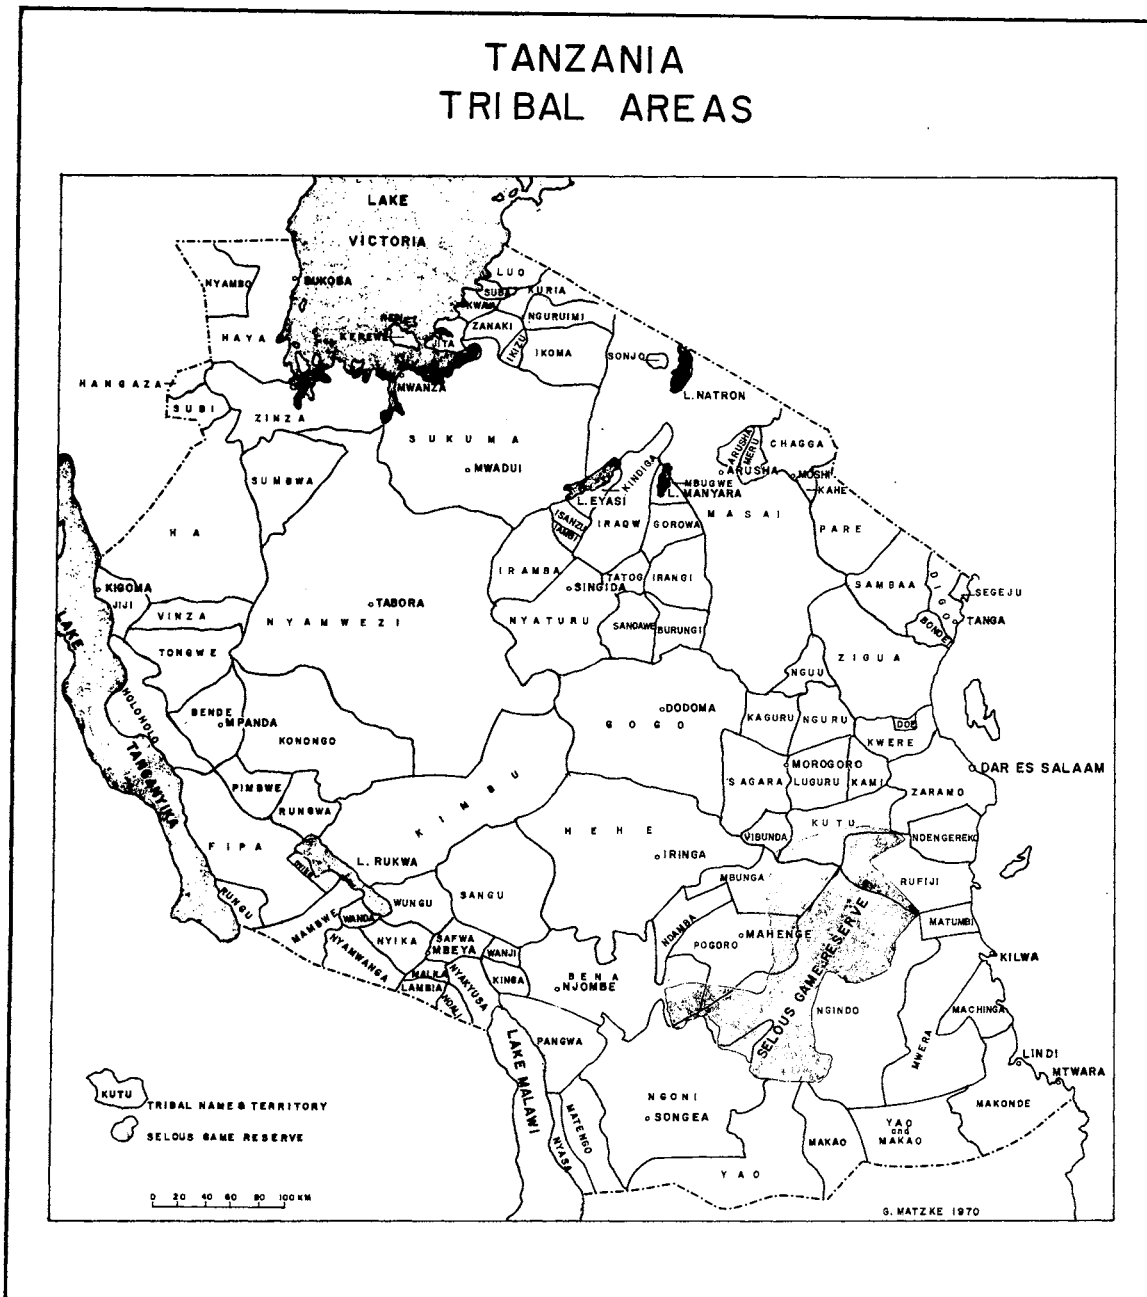 TANZANIA
TRIBAL AREAS
LAKE
VICTORIA
NYAMBO
BUKOBA
LUO
SUBA
KURIA
KWAYA
NGURUIMI
ZANAKI
HAYA
KEREWE
JITA
IKIZU
IKOMA
SONJO
HANGAZA
MWANZA
L. NATRON
SUBI
ZINZA
SUKUMA
ARUSHA
MERU
CHAGGA
MWADUI
ARUSHA
MOSHI
SUMBWA
KINDIGA
MBUGWE
L. MANYARA
KAHE
L. EYASI
MASAI
ISANZU
IAMBI
IRAQW
GOROWA
PARE
HA
IRAMBA
TATOG
IRANGI
SAMBAA
DIGO
SEGEJU
KIGOMA
JIJI
SINGIDA
TABORA
VINZA
NYAMWEZI
NYATURU
SANDAWE
BURUNGI
BONDEI
TANGA
TONGWE
ZIGUA
NGUU
HOLOHOLO
BENDE
MPANDA
DODOMA
GOGO
KAGURU
NGURU
DOE
KWERE
KONONGO
LAKE
TANGANYIKA
MOROGORO
DAR ES SALAAM
PIMBWE
SAGARA
LUGURU
KAMI
ZARAMO
RUNGWA
KIMBU
HEHE
KUTU
VIBUNDA
NDENGEREKO
FIPA
L. RUKWA
IRINGA
MBUNGA
RUFIJI
RUNGU
WUNGU
SANGU
MATUMBI
MAMBWE
WANDA
NDAMBA
NYIKA
SAFWA
MBEYA
WANJI
POGORO
MAHENGE
SELOUS GAME RESERVE
KILWA
NYAMWANGA
MALILA
LAMBIA
NDALI
NYAKYUSA
KINGA
BENA
NJOMBE
NGINDO
MACHINGA
PANGWA
MWERA
LINDI
MTWARA
LAKE MALAWI
KUTU
TRIBAL NAME & TERRITORY
NGONI
SONGEA
MAKONDE
MATENGO
NYASA
SELOUS GAME RESERVE
YAO
and
MAKAO
MAKAO
YAO
0 20 40 60 80 100 KM
G. MATZKE 1970